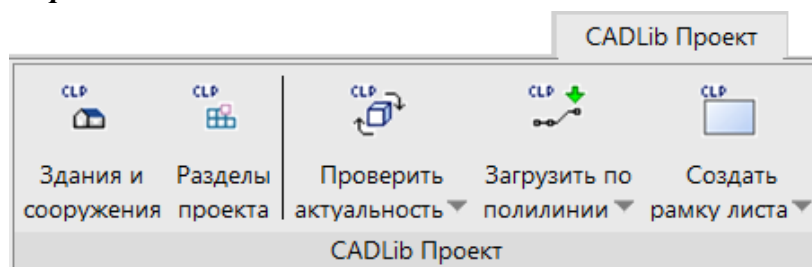 CADLib Проект
CLP CLP CLP CLP CLP
Здания и Разделы Проверить Загрузить по Создать
сооружения проекта актуальность полилинии рамку листа
CADLib Проект